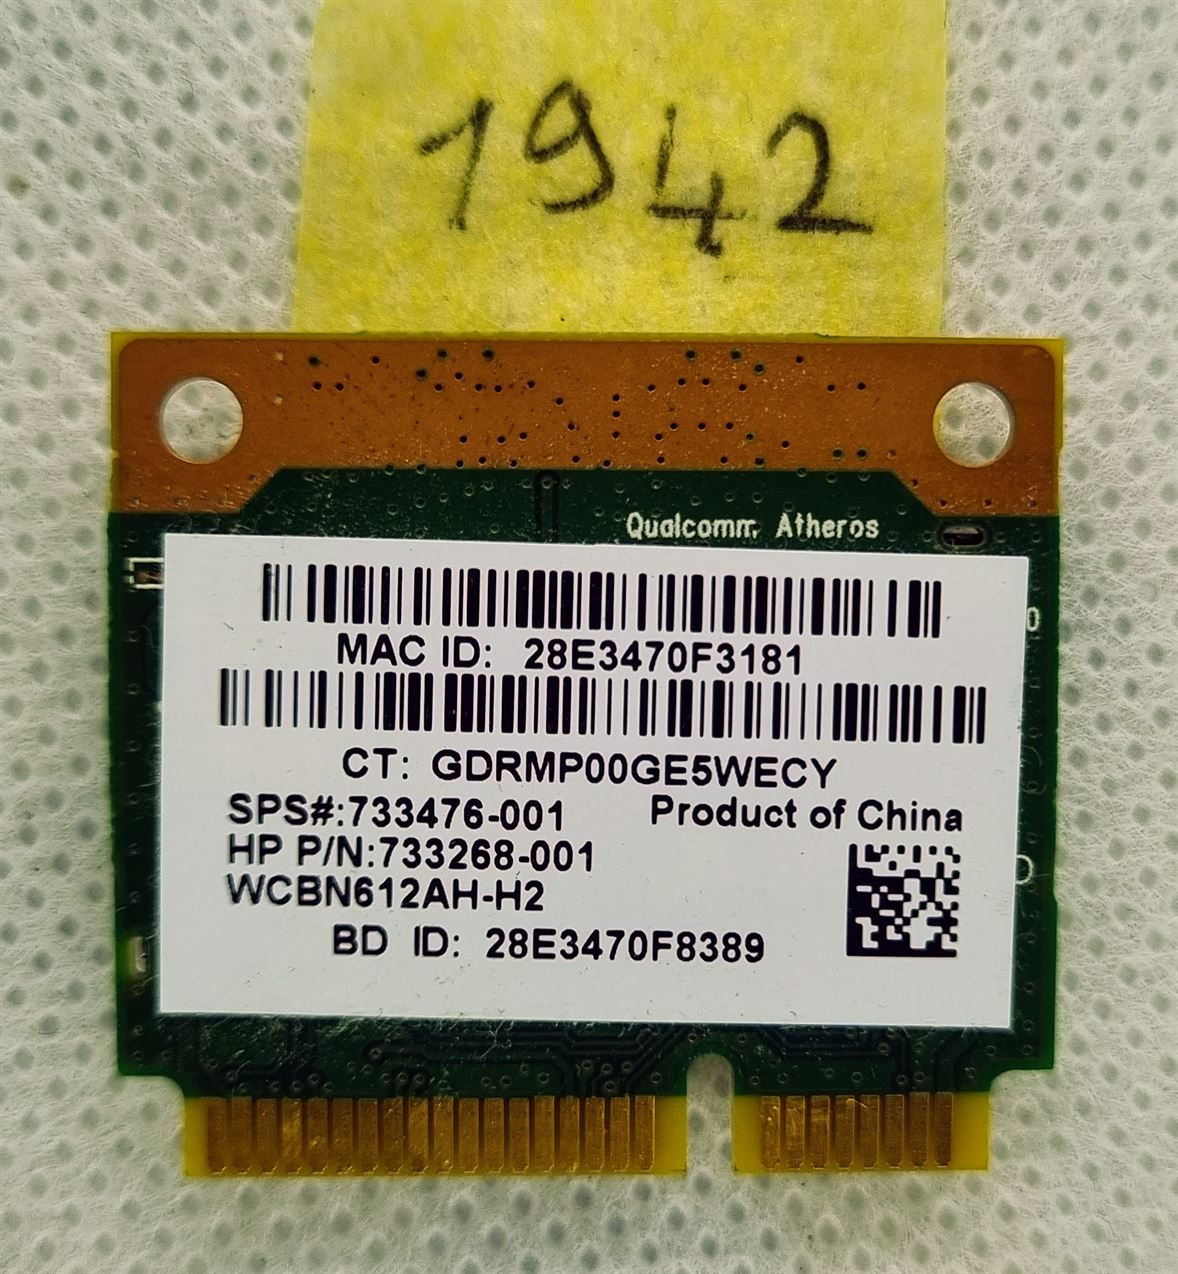 1942
Qualcomm Atheros
MAC ID: 28E3470F3181
CT: GDRMP00GE5WECY
SPS#:733476-001 Product of China
HP P/N:733268-001
WCBN612AH-H2
BD ID: 28E3470F8389